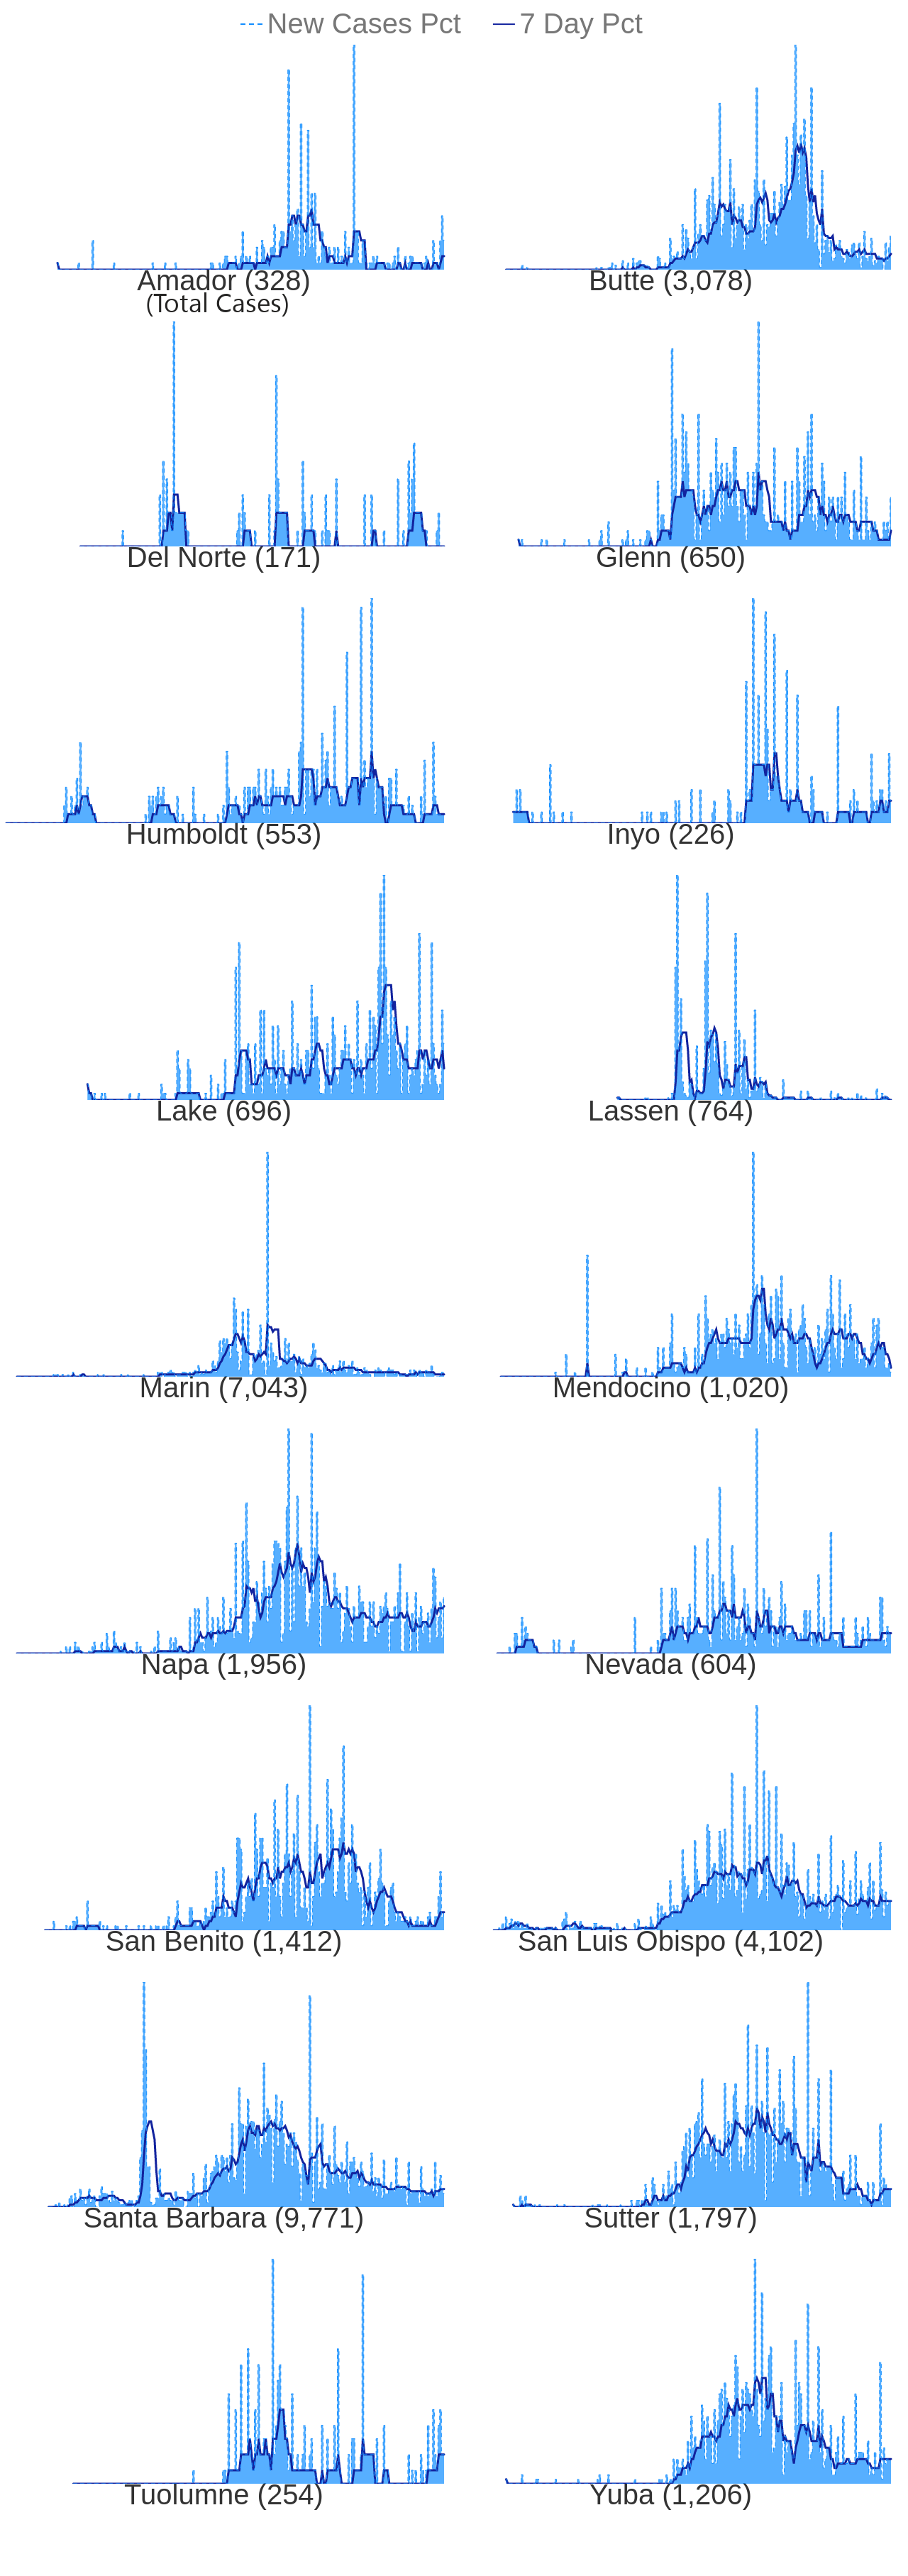 New Cases Pct 7 Day Pct
Amador (328) Butte (3,078)
(Total Cases)
Del Norte (171) Glenn (650)
Humboldt (553) Inyo (226)
Lake (696) Lassen (764)
Marin (7,043) Mendocino (1,020)
Napa (1,956) Nevada (604)
San Benito (1,412) San Luis Obispo (4,102)
Santa Barbara (9,771) Sutter (1,797)
Tuolumne (254) Yuba (1,206)